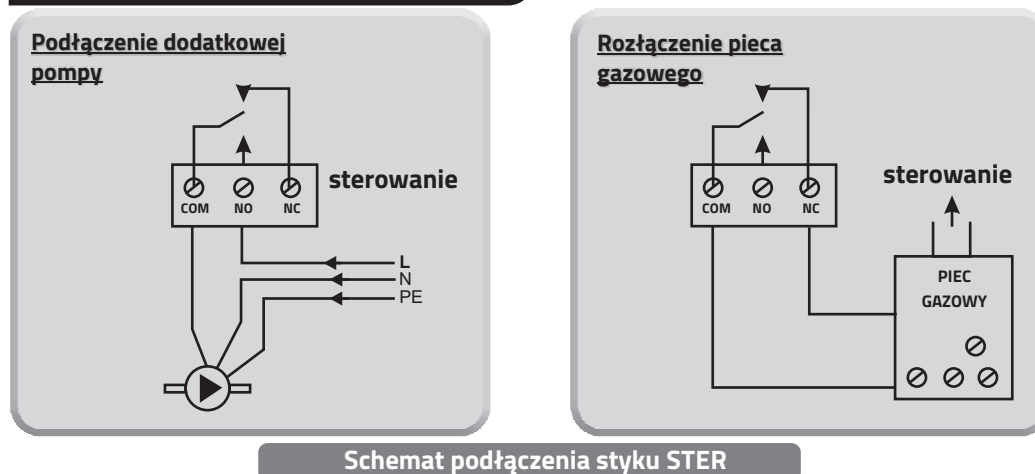 Podłączenie dodatkowej
pompy
COM NO NC
sterowanie
L
N
PE
Rozłączenie pieca
gazowego
COM NO NC
sterowanie
PIEC
GAZOWY
Schemat podłączenia styku STER